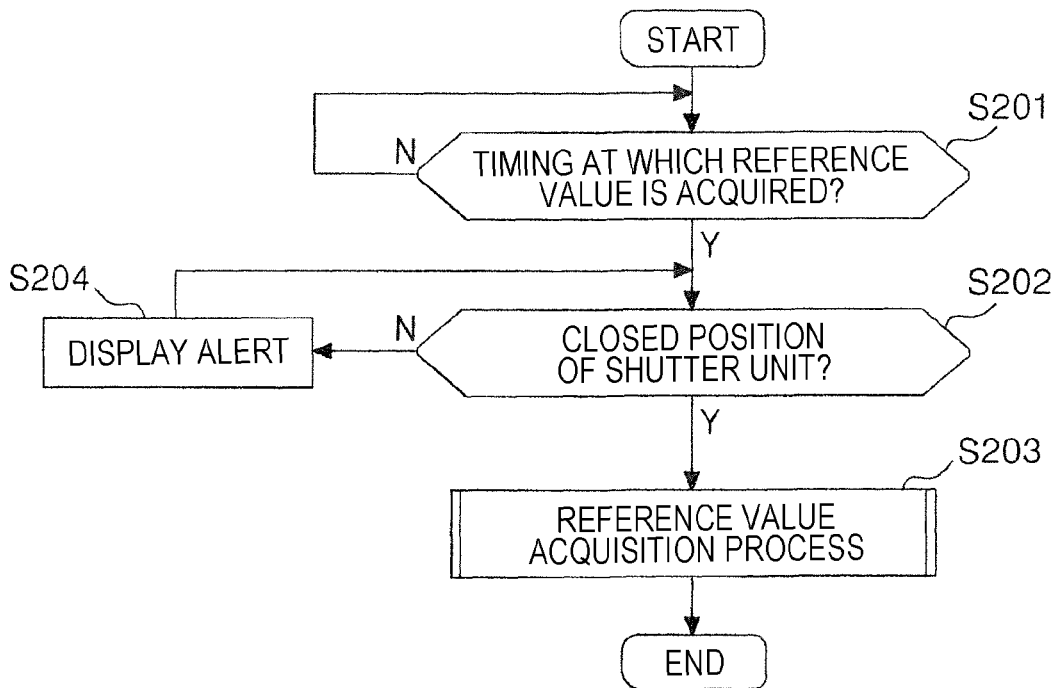 START
S201
N
TIMING AT WHICH REFERENCE
VALUE IS ACQUIRED?
Y
S204
S202
DISPLAY ALERT
N
CLOSED POSITION
OF SHUTTER UNIT?
Y
S203
REFERENCE VALUE
ACQUISITION PROCESS
END